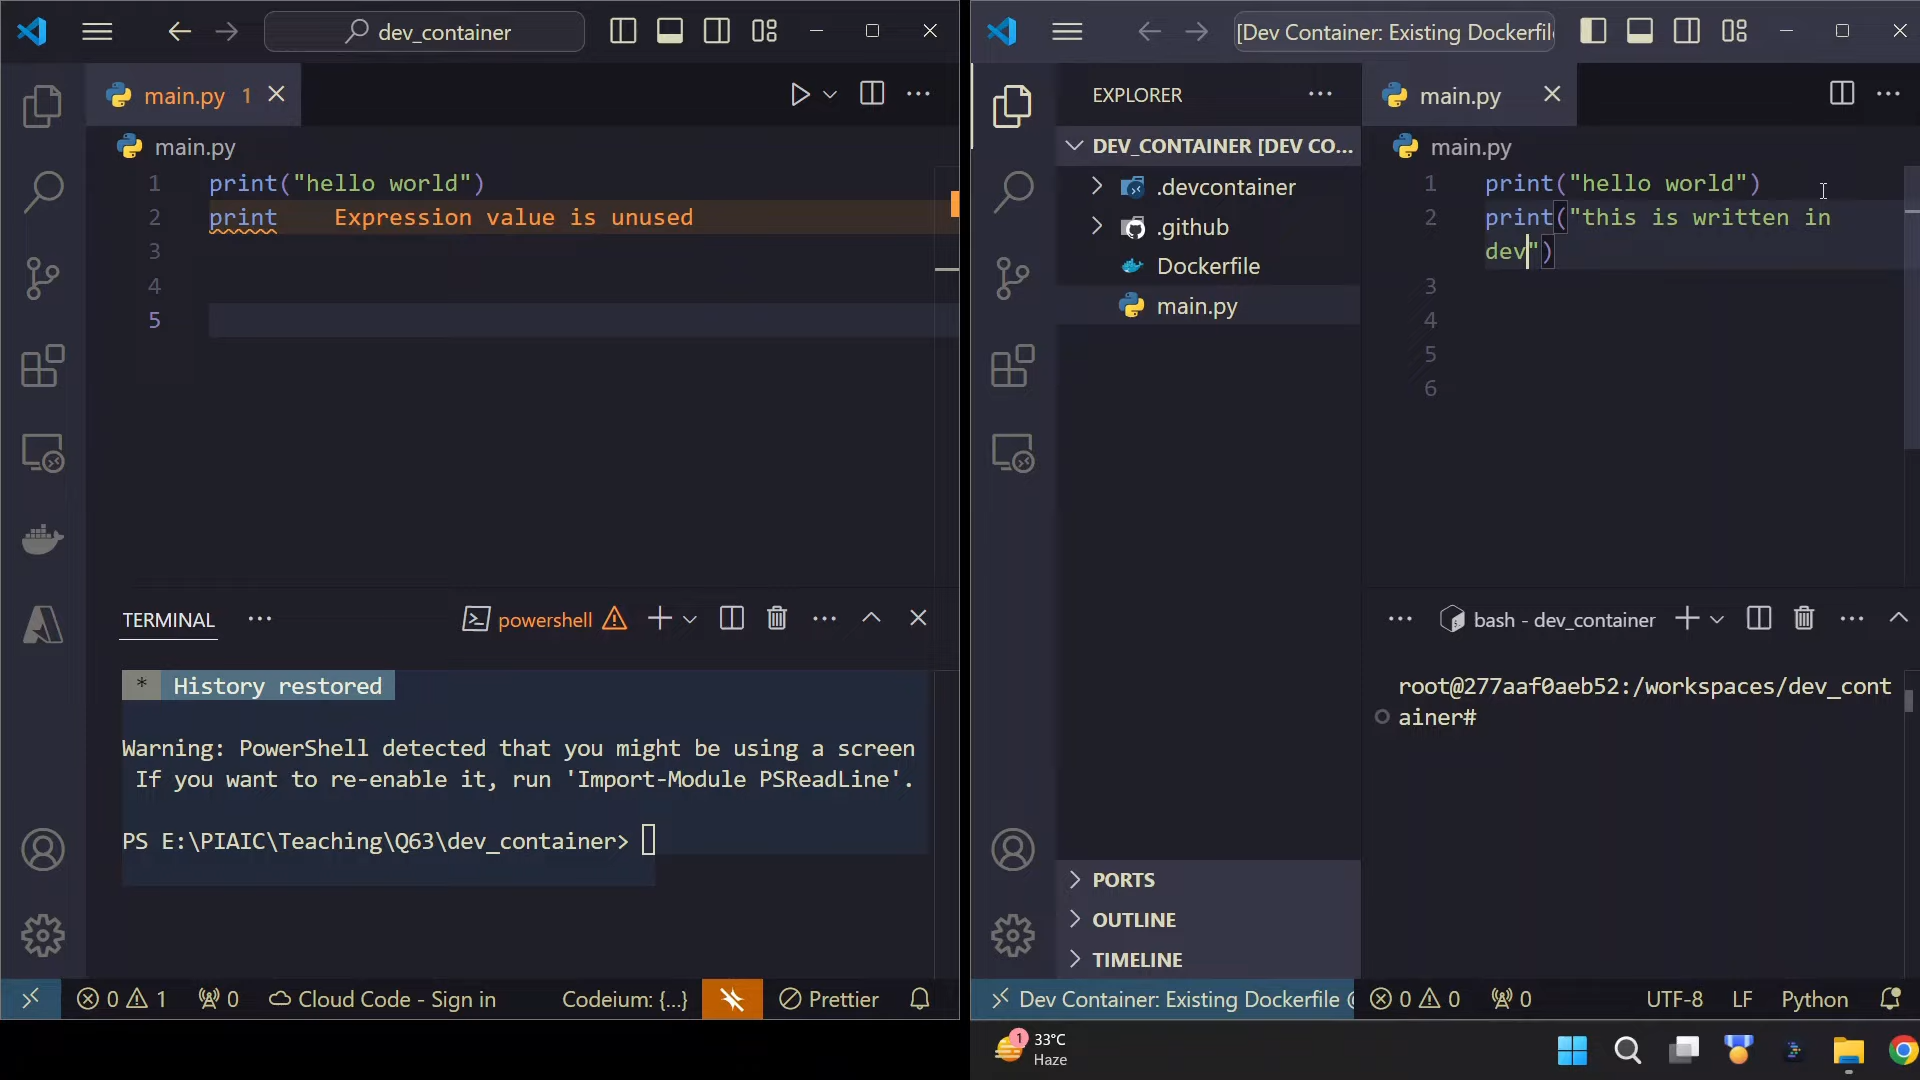 dev_container
main.py 1
main.py
1 print("hello world")
2 print Expression value is unused
3
4
5
TERMINAL
powershell
* History restored
Warning: PowerShell detected that you might be using a screen
If you want to re-enable it, run 'Import-Module PSReadLine'.
PS E:\PIAIC\Teaching\Q63\dev_container>
0 1 0 Cloud Code - Sign in Codeium: {...} Prettier
[Dev Container: Existing Dockerfil
EXPLORER
DEV_CONTAINER [DEV CO...
.devcontainer
.github
Dockerfile
main.py
PORTS
OUTLINE
TIMELINE
main.py
main.py
1 print("hello world")
2 print("this is written in
dev")
3
4
5
6
bash - dev_container
root@277aaf0aeb52:/workspaces/dev_cont
ainer#
Dev Container: Existing Dockerfile 0 0 0 UTF-8 LF Python
1 33°C
Haze